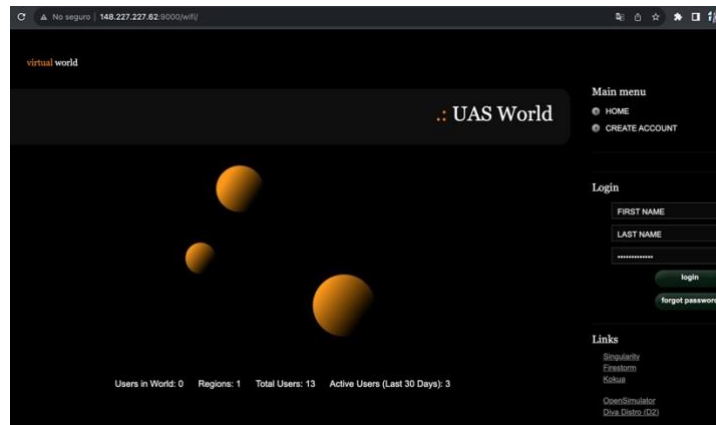 No seguro | 148.227.227.62:9000/wifi/
virtual world
.: UAS World
Main menu
HOME
CREATE ACCOUNT
Login
FIRST NAME
LAST NAME
login
forgot password
Links
Singularity
Firestorm
Kokua
OpenSimulator
Diva Distro (D2)
Users in World: 0 Regions: 1 Total Users: 13 Active Users (Last 30 Days): 3